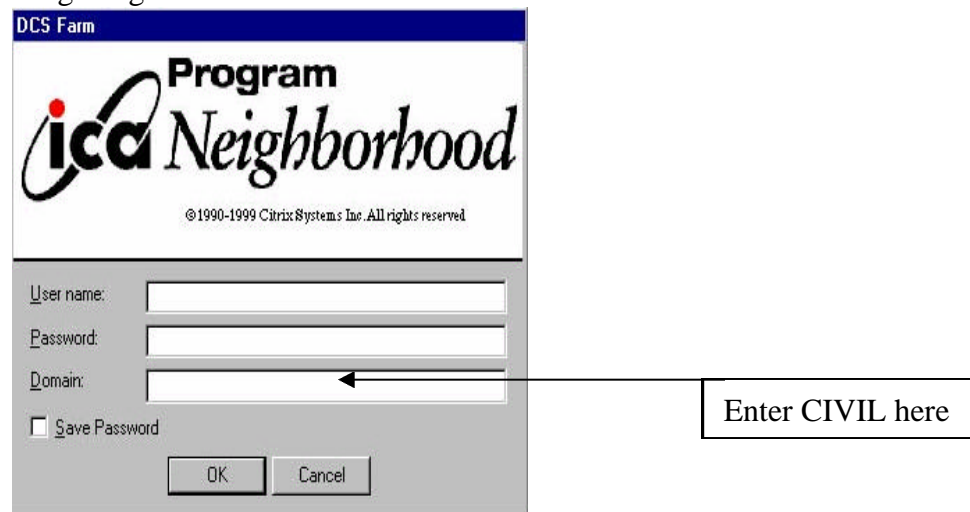 DCS Farm
ica Program
Neighborhood
©1990-1999 Citrix Systems Inc. All rights reserved
User name:
Password:
Domain:
Enter CIVIL here
Save Password
OK Cancel